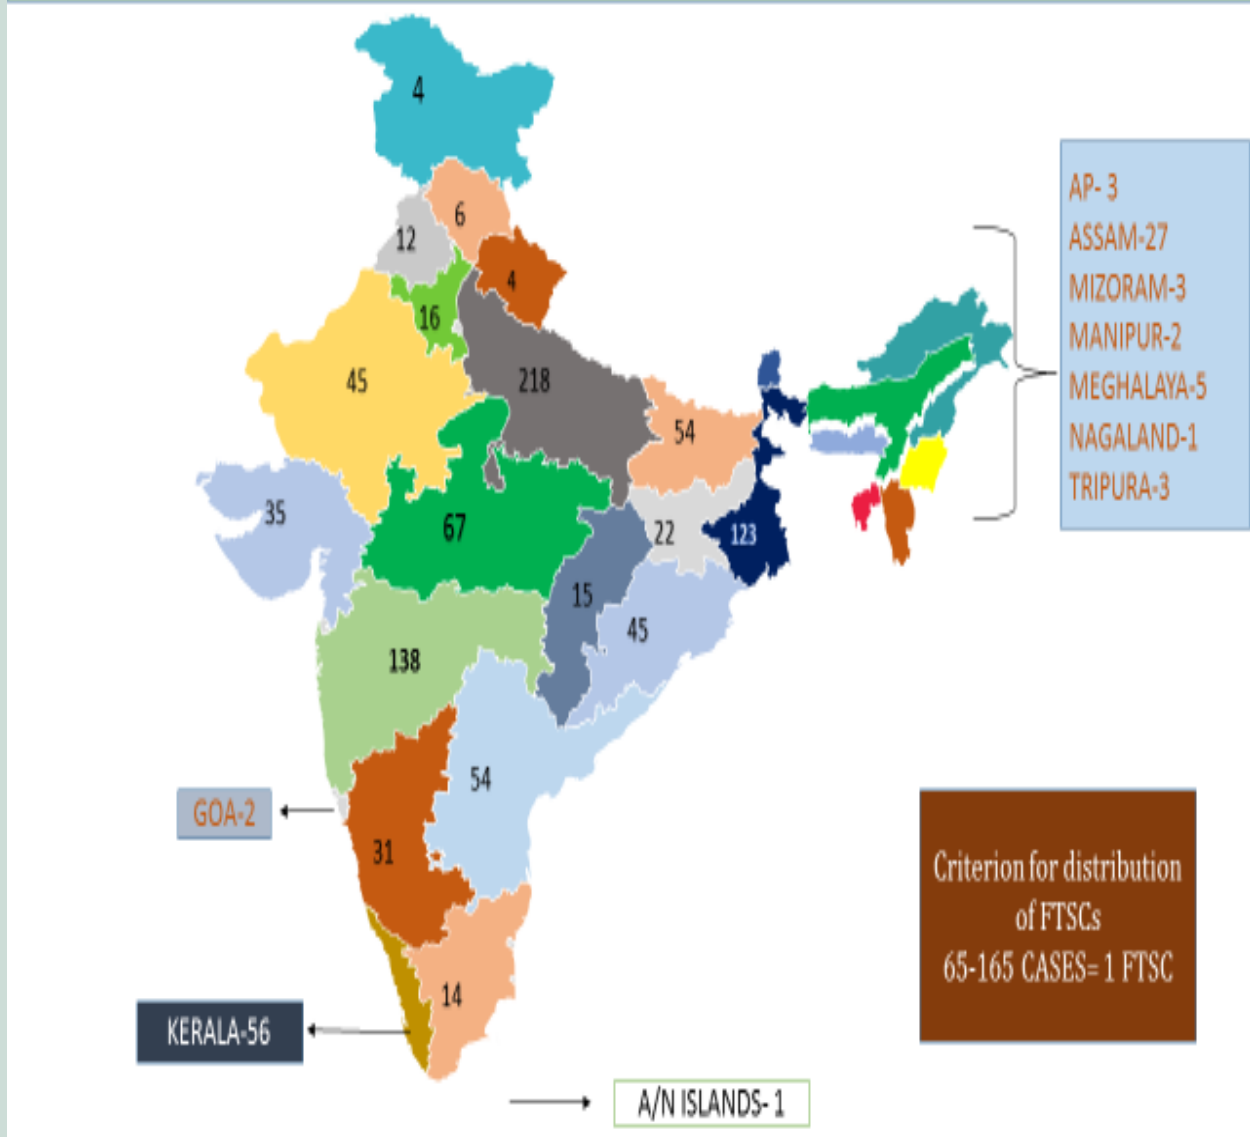 4
6
12
4
16
45
218
54
35
67
22
123
15
45
138
54
31
14
AP- 3
ASSAM-27
MIZORAM-3
MANIPUR-2
MEGHALAYA-5
NAGALAND-1
TRIPURA-3
GOA-2
KERALA-56
A/N ISLANDS- 1
Criterion for distribution
of FTSCs
65-165 CASES= 1 FTSC